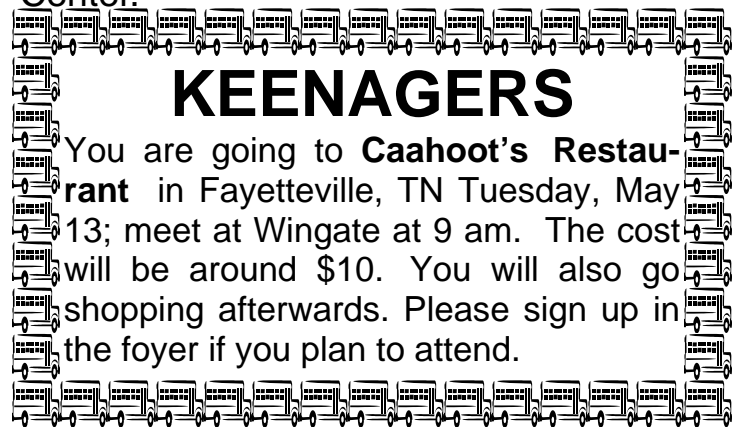 Center.
KEENAGERS
You are going to Caahoot's Restau-
rant in Fayetteville, TN Tuesday, May
13; meet at Wingate at 9 am. The cost
will be around $10. You will also go
shopping afterwards. Please sign up in
the foyer if you plan to attend.